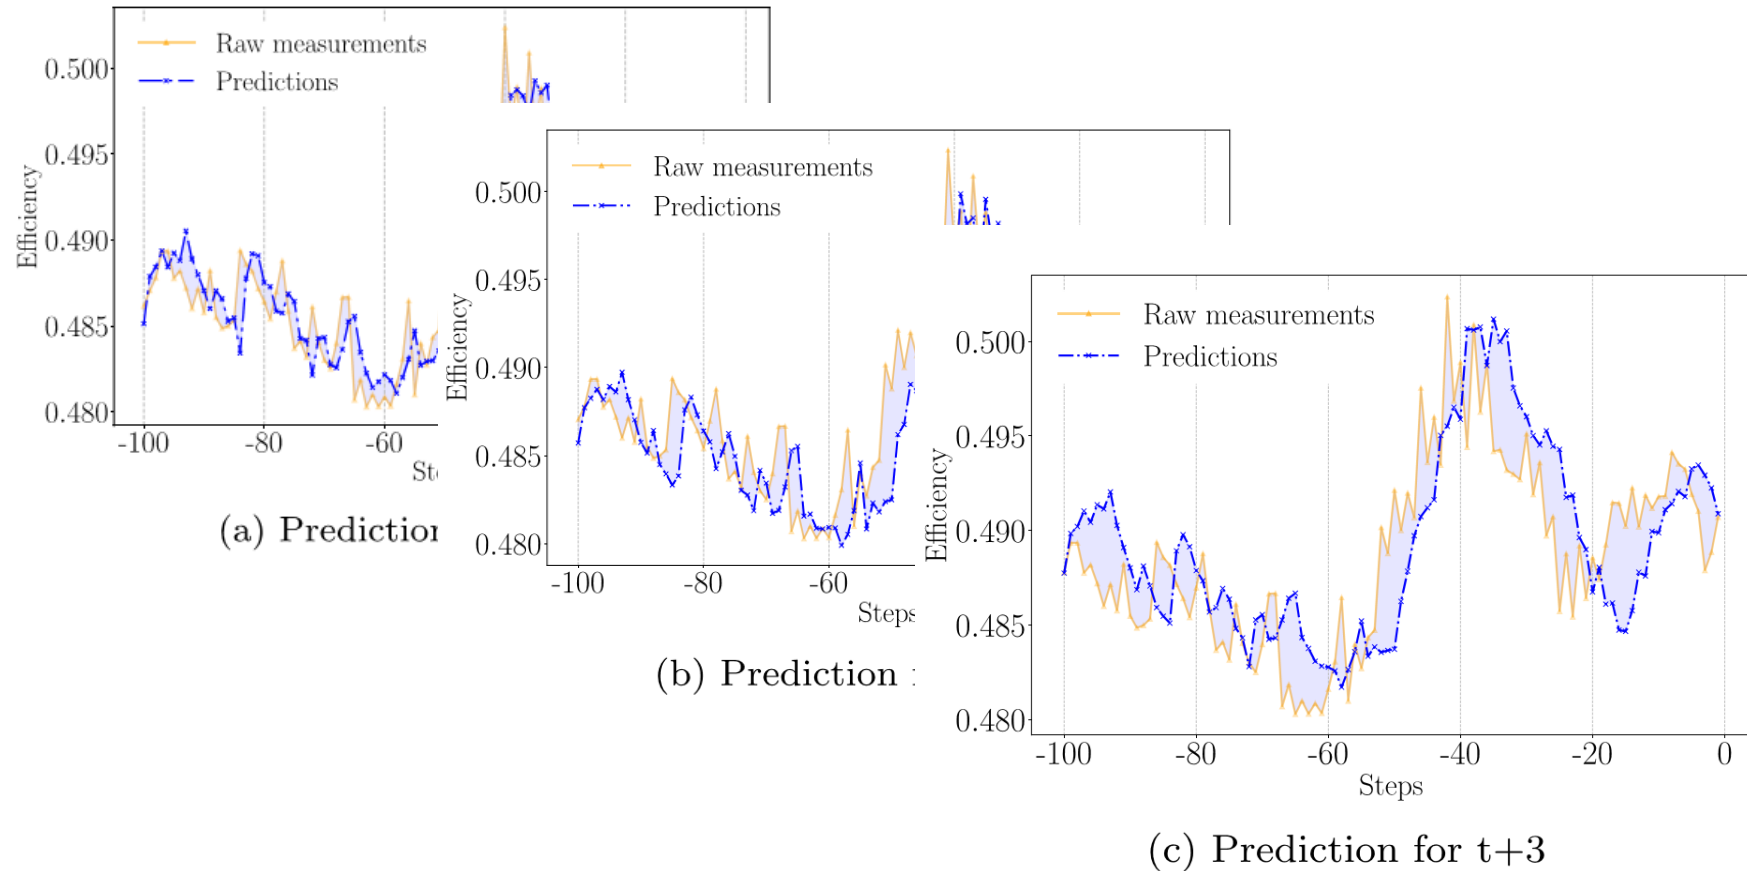 Raw measurements
Predictions
0.500
0.495
0.490
0.485
0.480
Efficiency
-100
-80
-60
(a) Prediction
Raw measurements
Predictions
0.500
0.495
0.490
0.485
0.480
Efficiency
-100
-80
-60
Steps
(b) Prediction
Raw measurements
Predictions
0.500
0.495
0.490
0.485
0.480
Efficiency
-100
-80
-60
-40
-20
0
Steps
(c) Prediction for t+3